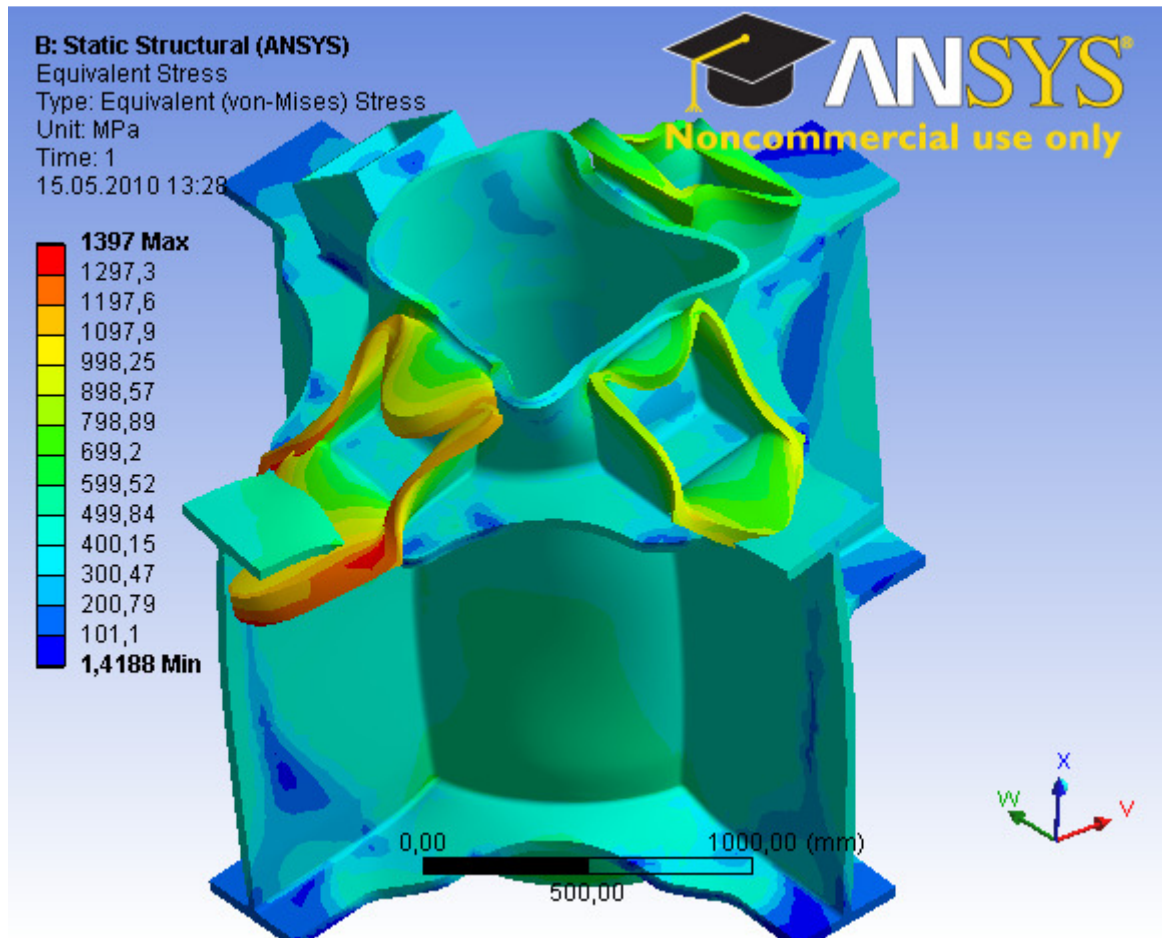 B: Static Structural (ANSYS)
Equivalent Stress
Type: Equivalent (von-Mises) Stress
Unit: MPa
Time: 1
15.05.2010 13:28
ANSYS®
Noncommercial use only
1397 Max
1297,3
1197,6
1097,9
998,25
898,57
798,89
699,2
599,52
499,84
400,15
300,47
200,79
101,1
1,4188 Min
0,00
1000,00 (mm)
500,00
X
W
V